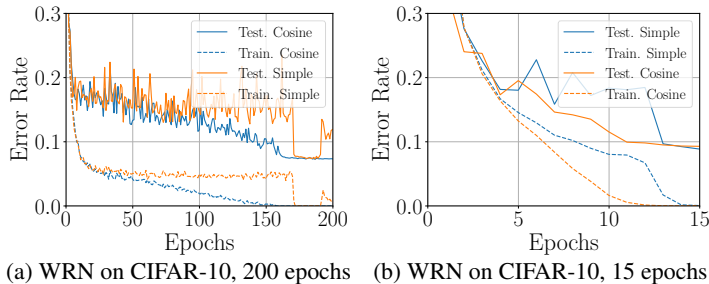 0.3
0.2
0.1
0.0
Error Rate
0
50
100
150
200
Epochs
Test. Cosine
Train. Cosine
Test. Simple
Train. Simple
(a) WRN on CIFAR-10, 200 epochs
0.3
0.2
0.1
0.0
Error Rate
0
5
10
15
Epochs
Test. Simple
Train. Simple
Test. Cosine
Train. Cosine
(b) WRN on CIFAR-10, 15 epochs